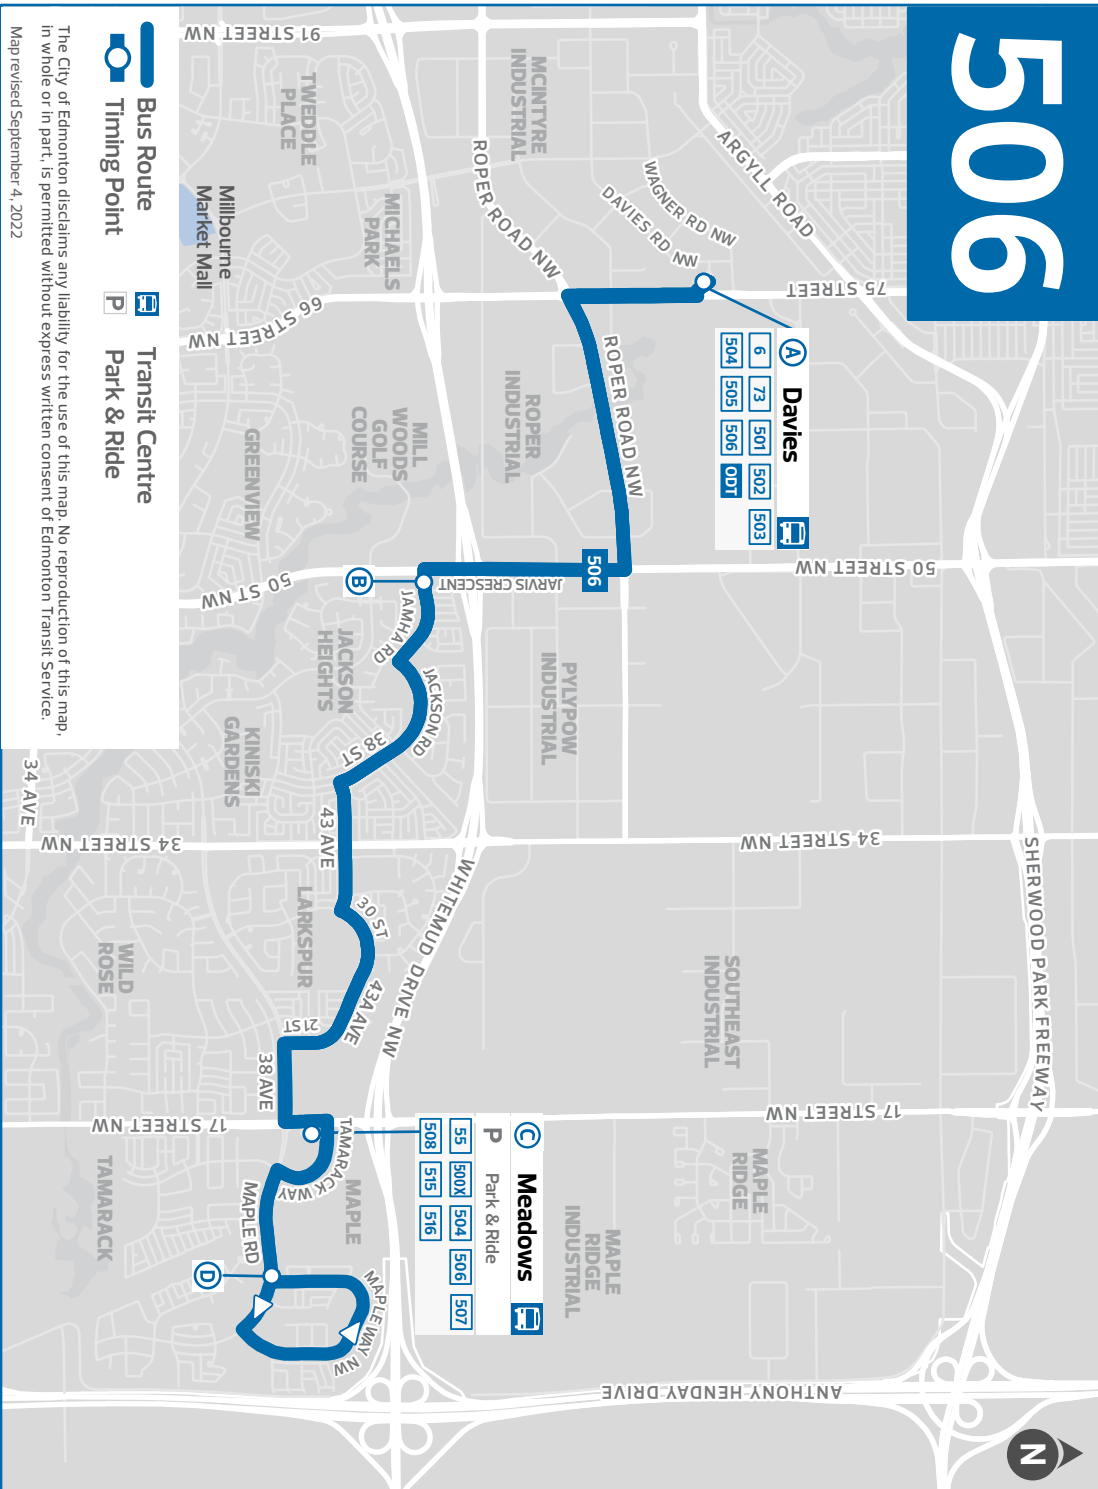 506
91 STREET NW
TWEDDLE
PLACE
MCINTYRE
INDUSTRIAL
ROPER ROAD NW
ARGYLL ROAD
WAGNER RD NW
DAVIES RD NW
MICHAELS
PARK
Millbourne
Market Mall
66 STREET NW
75 STREET
A Davies
6 73 501 502 503
504 505 506 ODT
ROPER ROAD NW
ROPER
INDUSTRIAL
MILL
WOODS
GOLF
COURSE
GREENVIEW
50 STREET NW
50 ST NW
506
JARVIS CRESCENT
B
JAMHA RD
JACKSON RD
JACKSON
HEIGHTS
38 ST
PYLYPOW
INDUSTRIAL
KINISKI
GARDENS
34 AVE
34 STREET NW
34 STREET NW
43 AVE
WHITEMUD DRIVE NW
SHERWOOD PARK FREEWAY
30 ST
LARKSPUR
43A AVE
WILD
ROSE
SOUTHEAST
INDUSTRIAL
21 ST
38 AVE
17 STREET NW
17 STREET NW
C Meadows
P Park & Ride
55 500X 504 506 507
508 515 516
TAMARACK WAY
MAPLE
MAPLE RD
TAMARACK
MAPLE
RIDGE
MAPLE
RIDGE
INDUSTRIAL
D
MAPLE WAY NW
ANTHONY HENDAY DRIVE
N
Bus Route
Timing Point
Transit Centre
P Park & Ride
The City of Edmonton disclaims any liability for the use of this map. No reproduction of this map,
in whole or in part, is permitted without express written consent of Edmonton Transit Service.
Map revised September 4, 2022